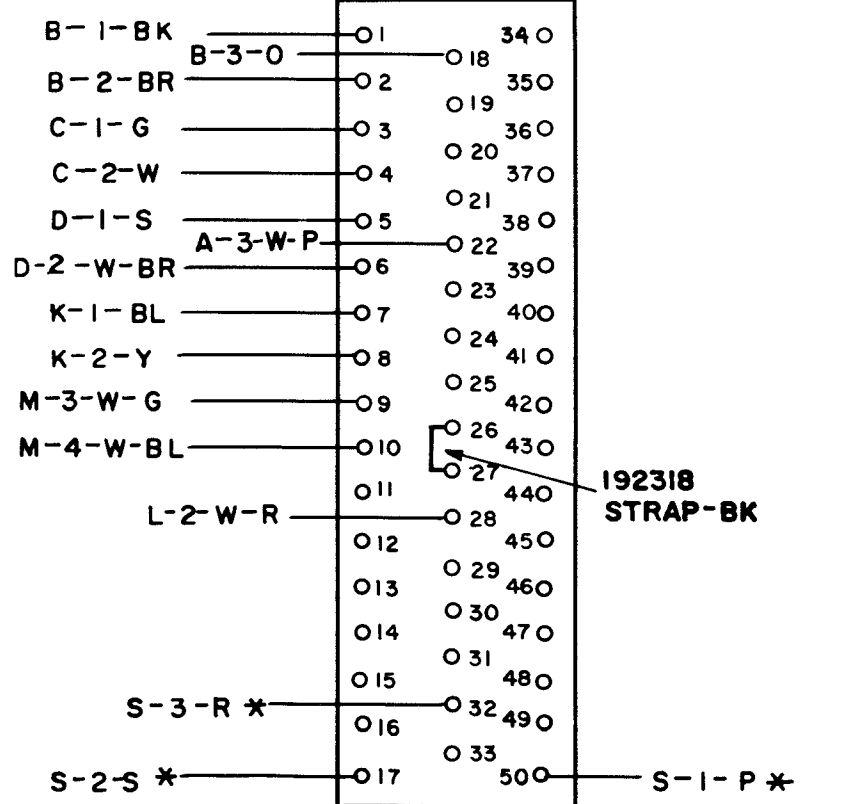 B-1-BK 1 34
B-3-O 18
B-2-BR 2 35
19
C-1-G 3 36
20
C-2-W 4 37
21
D-1-S 5 38
A-3-W-P 22
D-2-W-BR 6 39
23
K-1-BL 7 40
24
K-2-Y 8 41
25
M-3-W-G 9 42
26
M-4-W-BL 10 43
27
192318
11 44
STRAP-BK
L-2-W-R 28
12 45
29
13 46
30
14 47
31
15 48
S-3-R * 32
16 49
33
S-2-S * 17 50 S-1-P *